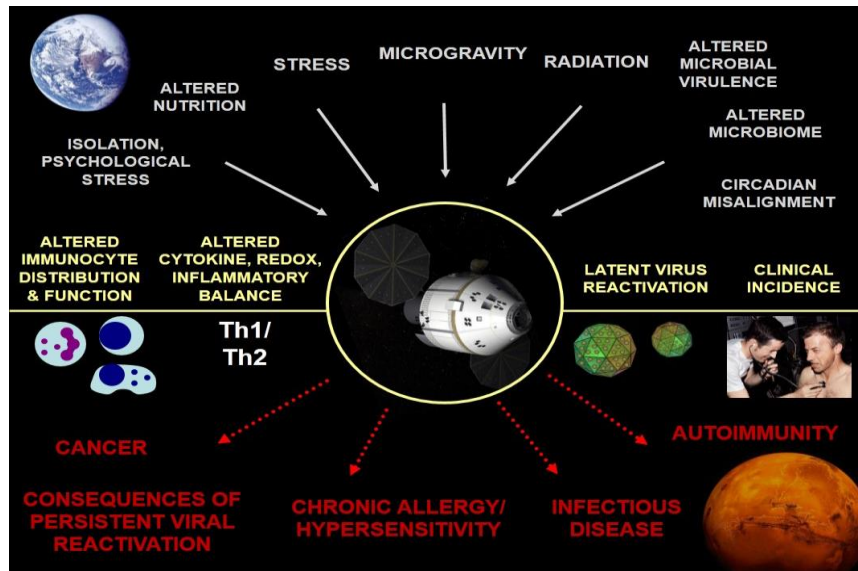 STRESS
MICROGRAVITY
RADIATION
ALTERED
MICROBIAL
VIRULENCE
ALTERED
NUTRITION
ALTERED
MICROBIOME
ISOLATION,
PSYCHOLOGICAL
STRESS
CIRCADIAN
MISALIGNMENT
ALTERED
IMMUNOCYTE
DISTRIBUTION
& FUNCTION
ALTERED
CYTOKINE, REDOX,
INFLAMMATORY
BALANCE
LATENT VIRUS
REACTIVATION
CLINICAL
INCIDENCE
Th1/
Th2
CANCER
AUTOIMMUNITY
CONSEQUENCES OF
PERSISTENT VIRAL
REACTIVATION
CHRONIC ALLERGY/
HYPERSENSITIVITY
INFECTIOUS
DISEASE